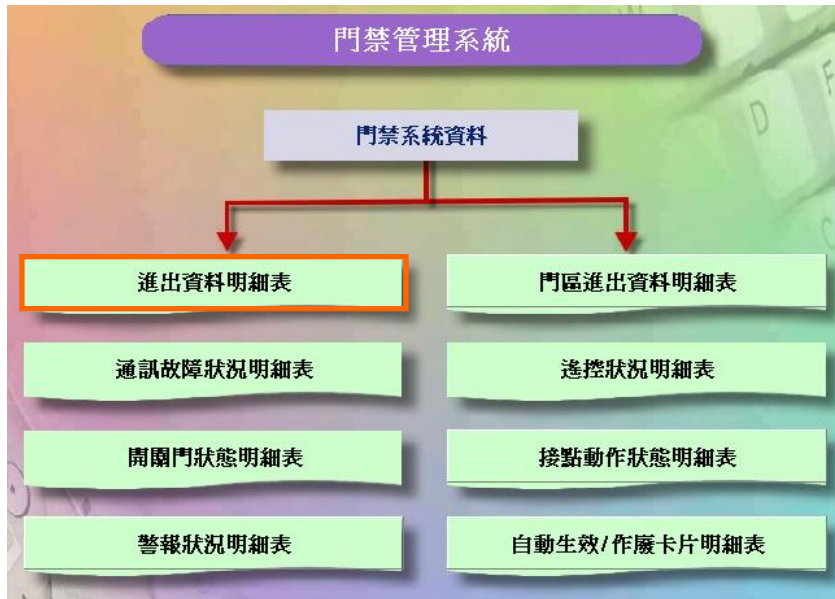 門禁管理系統
門禁系統資料
進出資料明細表
門區進出資料明細表
通訊故障狀況明細表
遙控狀況明細表
開關門狀態明細表
接點動作狀態明細表
警報狀況明細表
自動生效/作廢卡片明細表
D
F